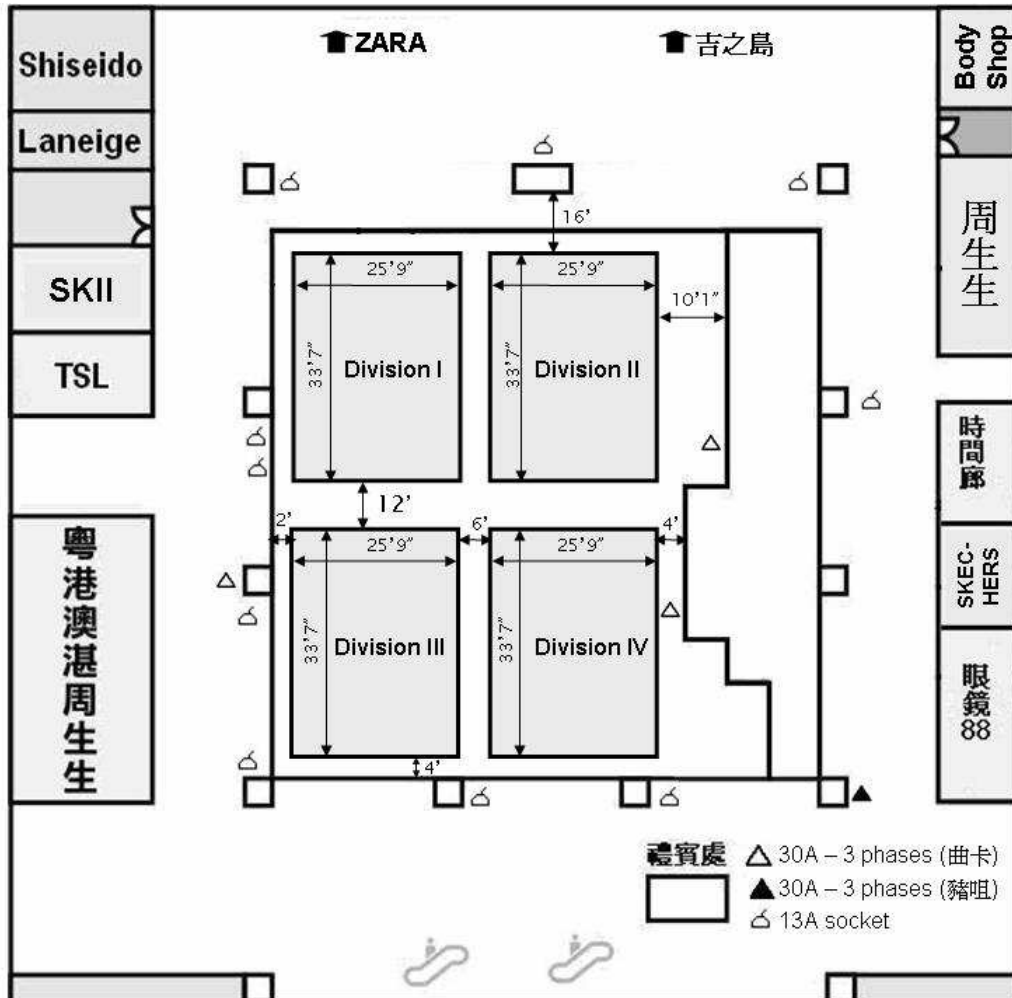 ZARA
吉之島
Shiseido
Body
Shop
Laneige
16'
周生生
SKII
25'9"
25'9"
10'1"
33'7"
Division I
33'7"
Division II
TSL
時間廊
12'
2'
6'
4'
粵港澳湛周生生
25'9"
25'9"
SKEC-
HERS
33'7"
Division III
33'7"
Division IV
眼鏡
88
4'
禮賓處
30A – 3 phases (曲卡)
30A – 3 phases (豬咀)
13A socket